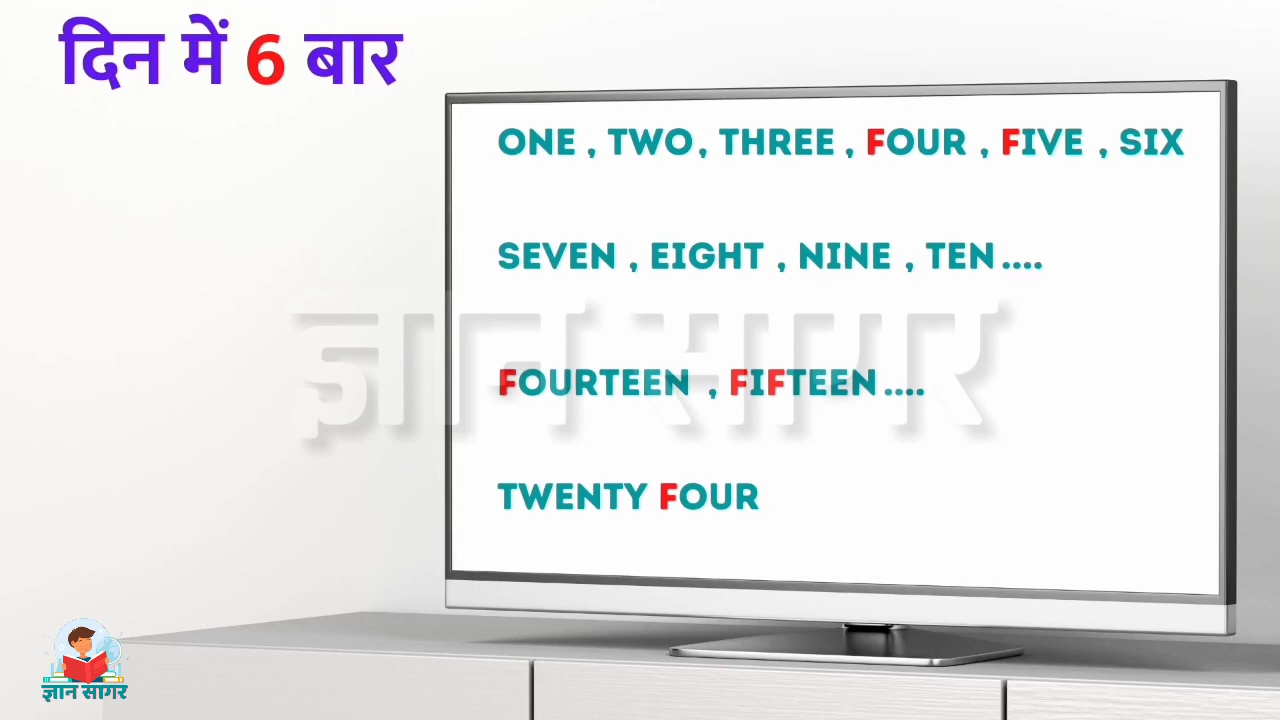 दिन में 6 बार
ONE , TWO, THREE , FOUR , FIVE , SIX
SEVEN , EIGHT , NINE , TEN ....
ज्ञान सागर
FOURTEEN , FIFTEEN ....
TWENTY FOUR
ज्ञान सागर